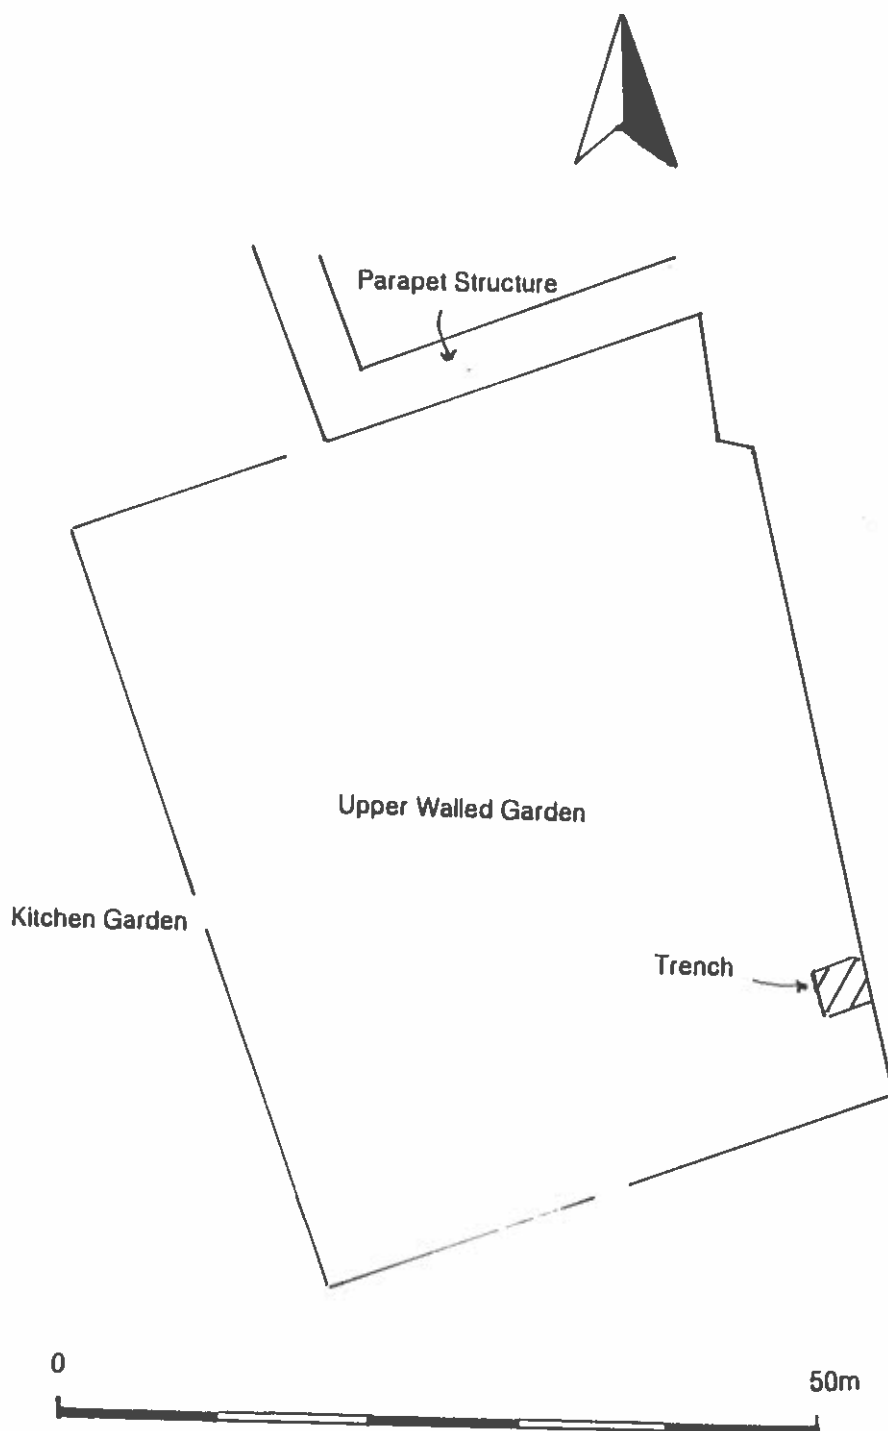 Parapet Structure
Upper Walled Garden
Kitchen Garden
Trench
0
50m